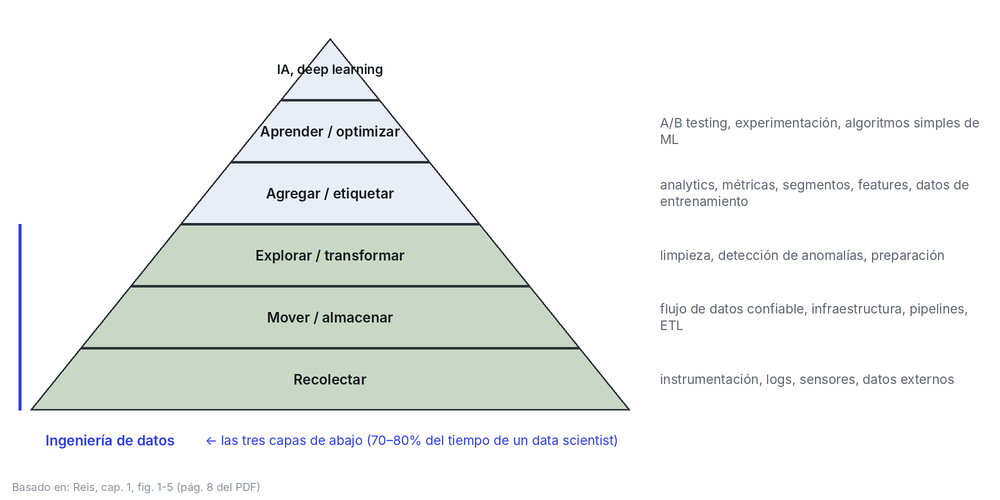 IA, deep learning
Aprender / optimizar
A/B testing, experimentación, algoritmos simples de
ML
Agregar / etiquetar
analytics, métricas, segmentos, features, datos de
entrenamiento
Explorar / transformar
limpieza, detección de anomalías, preparación
Mover / almacenar
flujo de datos confiable, infraestructura, pipelines,
ETL
Recolectar
instrumentación, logs, sensores, datos externos
Ingeniería de datos
← las tres capas de abajo (70–80% del tiempo de un data scientist)
Basado en: Reis, cap. 1, fig. 1-5 (pág. 8 del PDF)